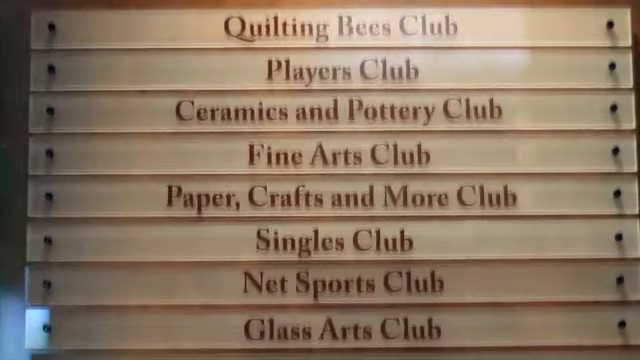 Quilting Bees Club
Players Club
Ceramics and Pottery Club
Fine Arts Club
Paper, Crafts and More Club
Singles Club
Net Sports Club
Glass Arts Club